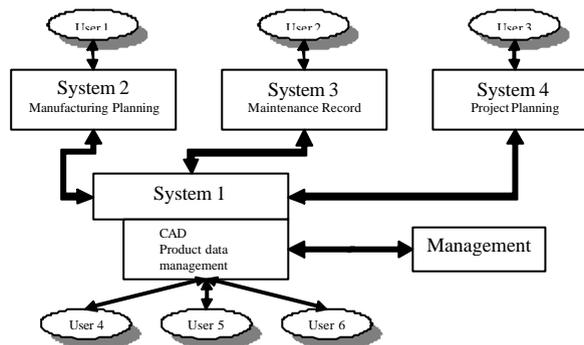 User 1
User 2
User 3
System 2
Manufacturing Planning
System 3
Maintenance Record
System 4
Project Planning
System 1
CAD
Product data
management
Management
User 4
User 5
User 6